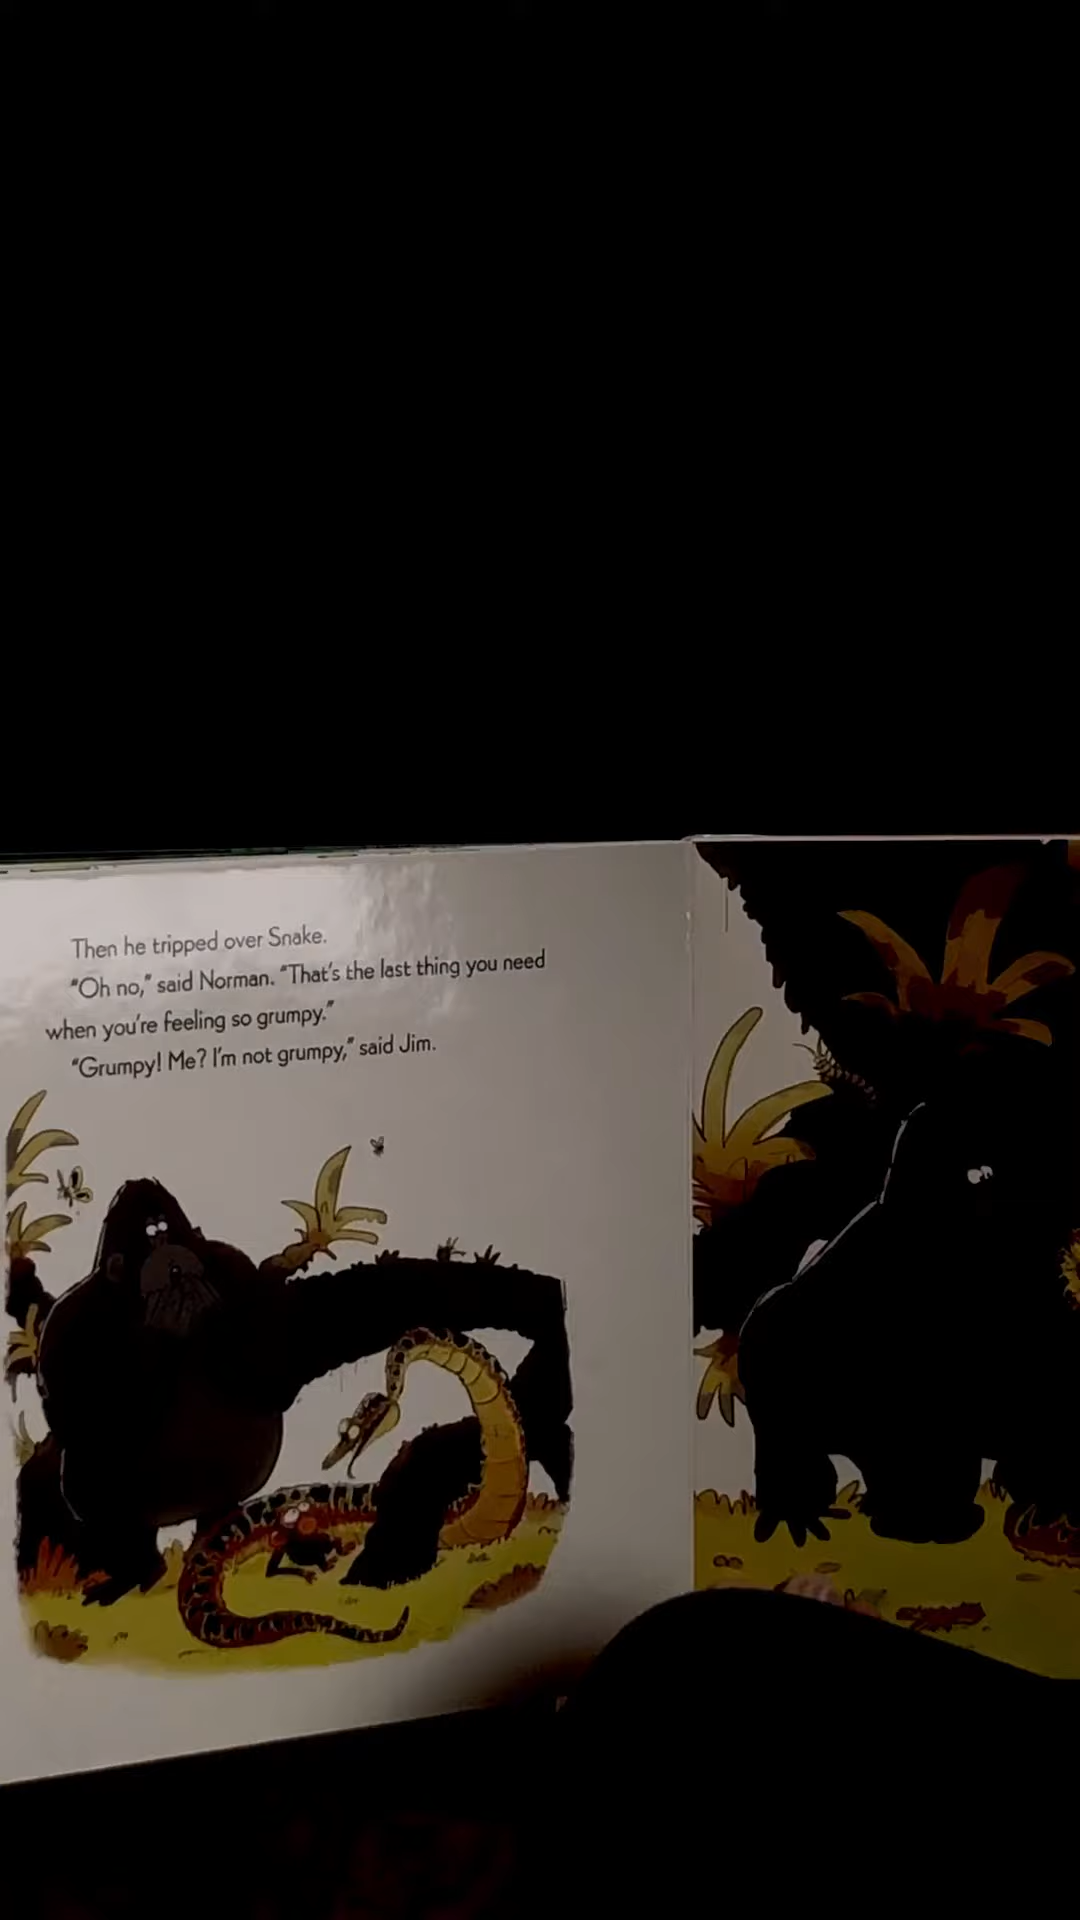 Then he tripped over Snake.
"Oh no," said Norman. "That's the last thing you need
when you're feeling so grumpy."
"Grumpy! Me? I'm not grumpy," said Jim.